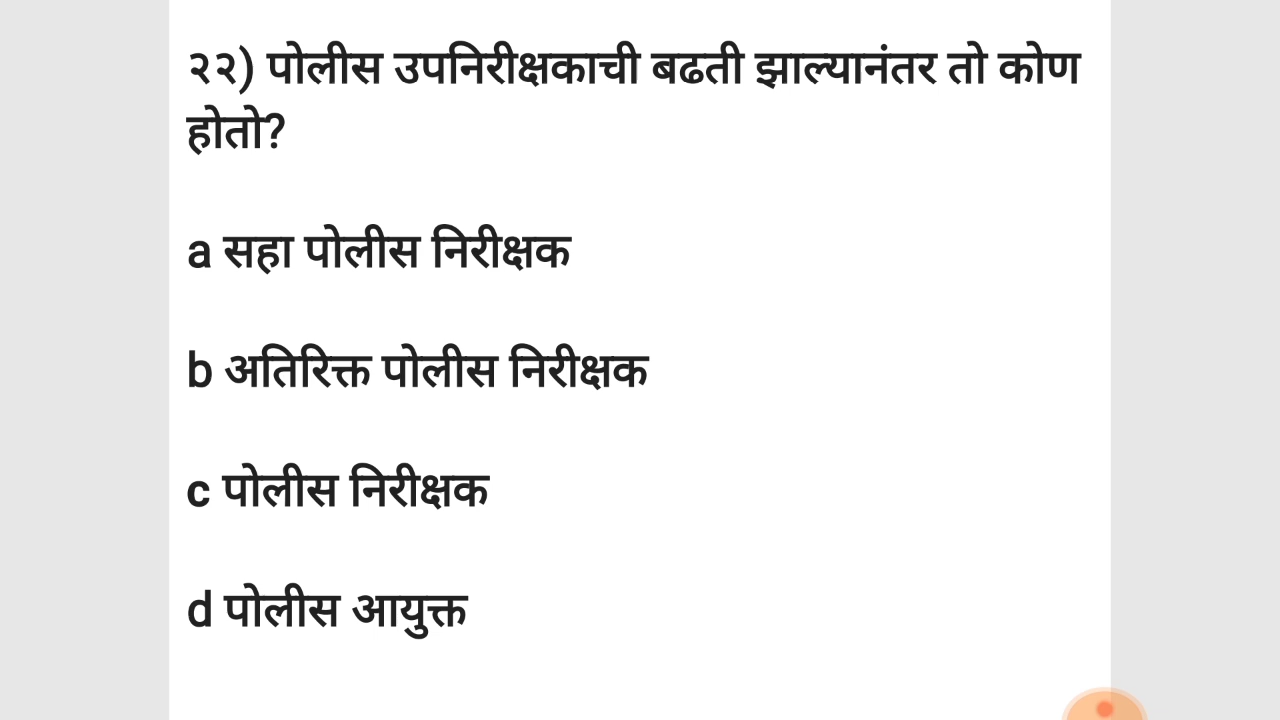 २२) पोलीस उपनिरीक्षकाची बढती झाल्यानंतर तो कोण
होतो?
a सहा पोलीस निरीक्षक
b अतिरिक्त पोलीस निरीक्षक
c पोलीस निरीक्षक
d पोलीस आयुक्त